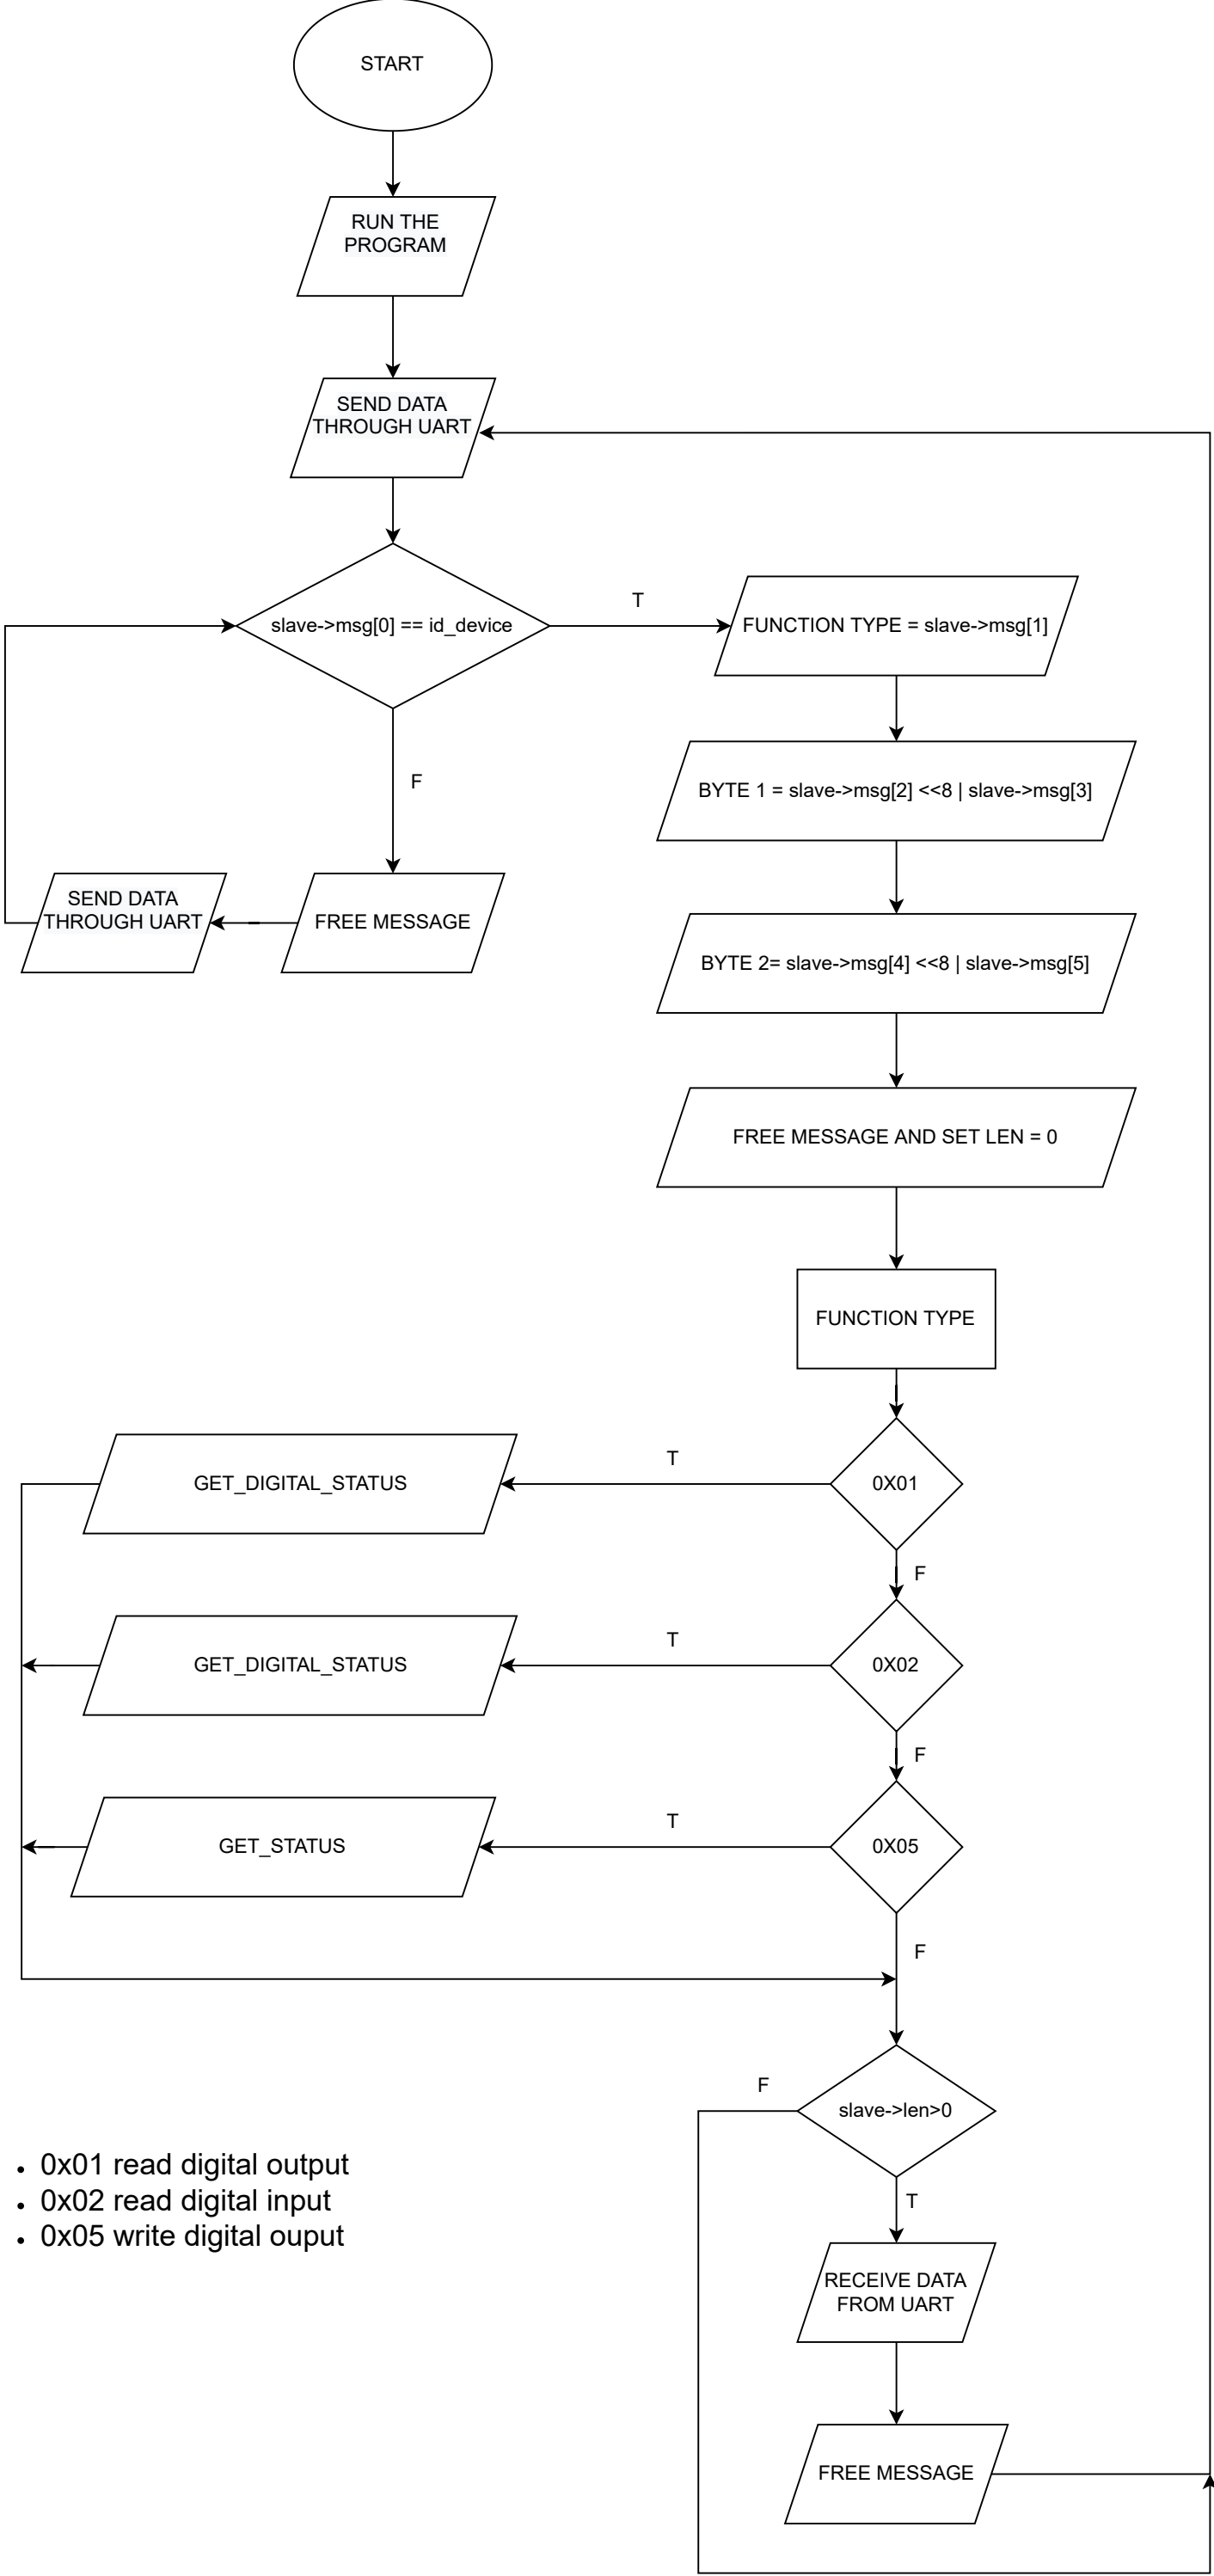 START
RUN THE
PROGRAM
SEND DATA
THROUGH UART
slave->msg[0] == id_device
T
FUNCTION TYPE = slave->msg[1]
BYTE 1 = slave->msg[2] <<8 | slave->msg[3]
F
SEND DATA
THROUGH UART
FREE MESSAGE
BYTE 2= slave->msg[4] <<8 | slave->msg[5]
FREE MESSAGE AND SET LEN = 0
FUNCTION TYPE
GET_DIGITAL_STATUS
T
0X01
F
GET_DIGITAL_STATUS
T
0X02
F
GET_STATUS
T
0X05
F
F
slave->len>0
• 0x01 read digital output
• 0x02 read digital input
• 0x05 write digital ouput
T
RECEIVE DATA
FROM UART
FREE MESSAGE